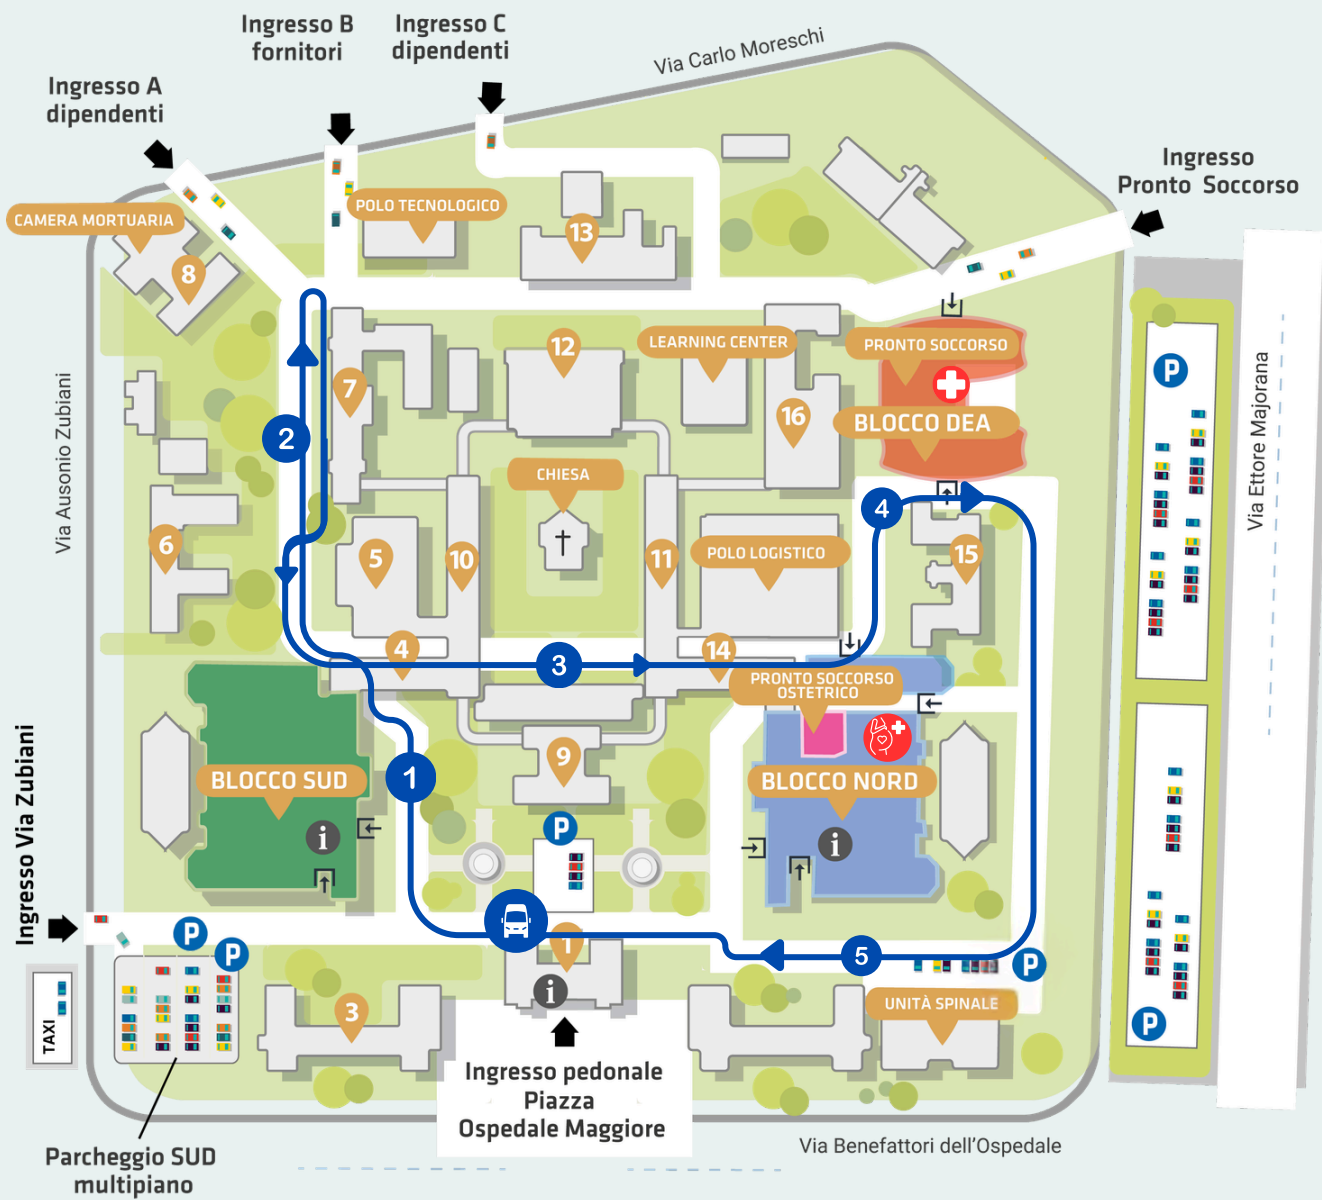 Ingresso B
fornitori
Ingresso C
dipendenti
Via Carlo Moreschi
Ingresso A
dipendenti
Ingresso
Pronto Soccorso
CAMERA MORTUARIA
POLO TECNOLOGICO
13
8
12
LEARNING CENTER
PRONTO SOCCORSO
7
16
BLOCCO DEA
2
Via Ausonio Zubiani
Via Ettore Majorana
P
CHIESA
4
6
5
10
11
POLO LOGISTICO
15
4
3
14
PRONTO SOCCORSO
OSTETRICO
9
1
BLOCCO SUD
BLOCCO NORD
i
P
i
Ingresso Via Zubiani
P
P
1
5
P
i
UNITÀ SPINALE
3
P
TAXI
Ingresso pedonale
Piazza
Ospedale Maggiore
Via Benefattori dell'Ospedale
Parcheggio SUD
multipiano